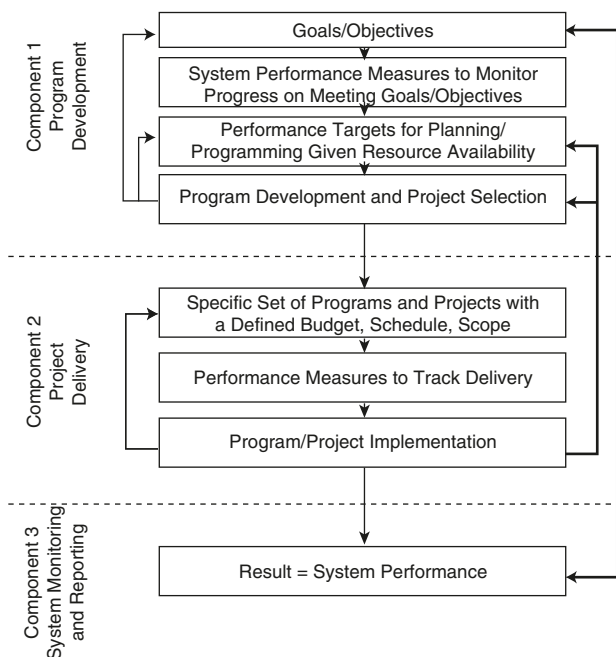 Component 1
Program
Development
Goals/Objectives
System Performance Measures to Monitor
Progress on Meeting Goals/Objectives
Performance Targets for Planning/
Programming Given Resource Availability
Program Development and Project Selection
Component 2
Project
Delivery
Specific Set of Programs and Projects with
a Defined Budget, Schedule, Scope
Performance Measures to Track Delivery
Program/Project Implementation
Component 3
System Monitoring
and Reporting
Result = System Performance